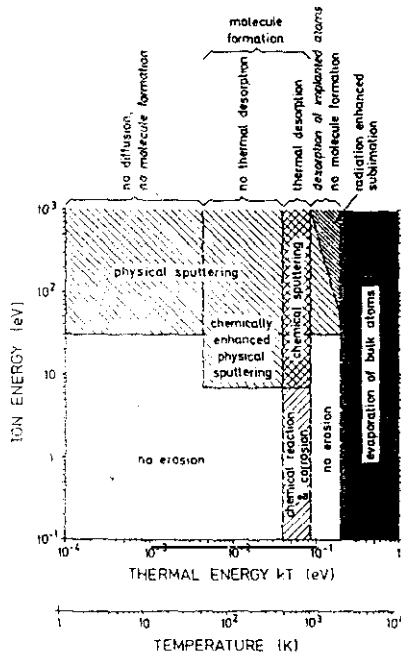 molecule
formation
no diffusion,
no molecule formation
no thermal desorption
thermal desorption
desorption of implanted atoms
no molecule formation
radiation enhanced
sublimation
10³
10²
10
1
10⁻¹
ION ENERGY (eV)
physical sputtering
chemically
enhanced
physical
sputtering
chemical sputtering
no erosion
chemical reaction
& corrosion
no erosion
evaporation of bulk atoms
10⁻⁴
10⁻³
10⁻²
10⁻¹
1
THERMAL ENERGY kT (eV)
1
10
10²
10³
10⁴
TEMPERATURE (K)